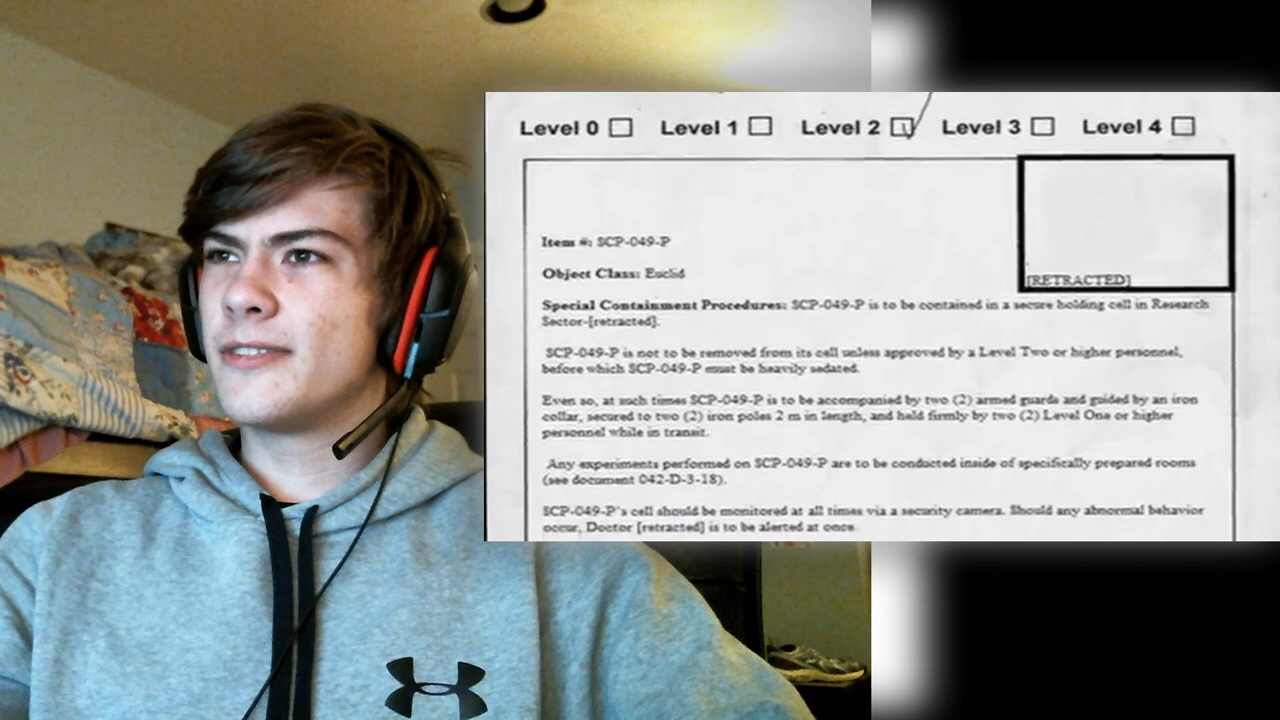 Level 0 Level 1 Level 2 Level 3 Level 4
[RETRACTED]
Item #: SCP-049-P
Object Class: Euclid
Special Containment Procedures: SCP-049-P is to be contained in a secure holding cell in Research
Sector-[retracted].
SCP-049-P is not to be removed from its cell unless approved by a Level Two or higher personnel,
before which SCP-049-P must be heavily sedated.
Even so, at such times SCP-049-P is to be accompanied by two (2) armed guards and guided by an iron
collar, secured to two (2) iron poles 2 m in length, and held firmly by two (2) Level One or higher
personnel while in transit.
Any experiments performed on SCP-049-P are to be conducted inside of specifically prepared rooms
(see document 042-D-3-18).
SCP-049-P's cell should be monitored at all times via a security camera. Should any abnormal behavior
occur, Doctor [retracted] is to be alerted at once